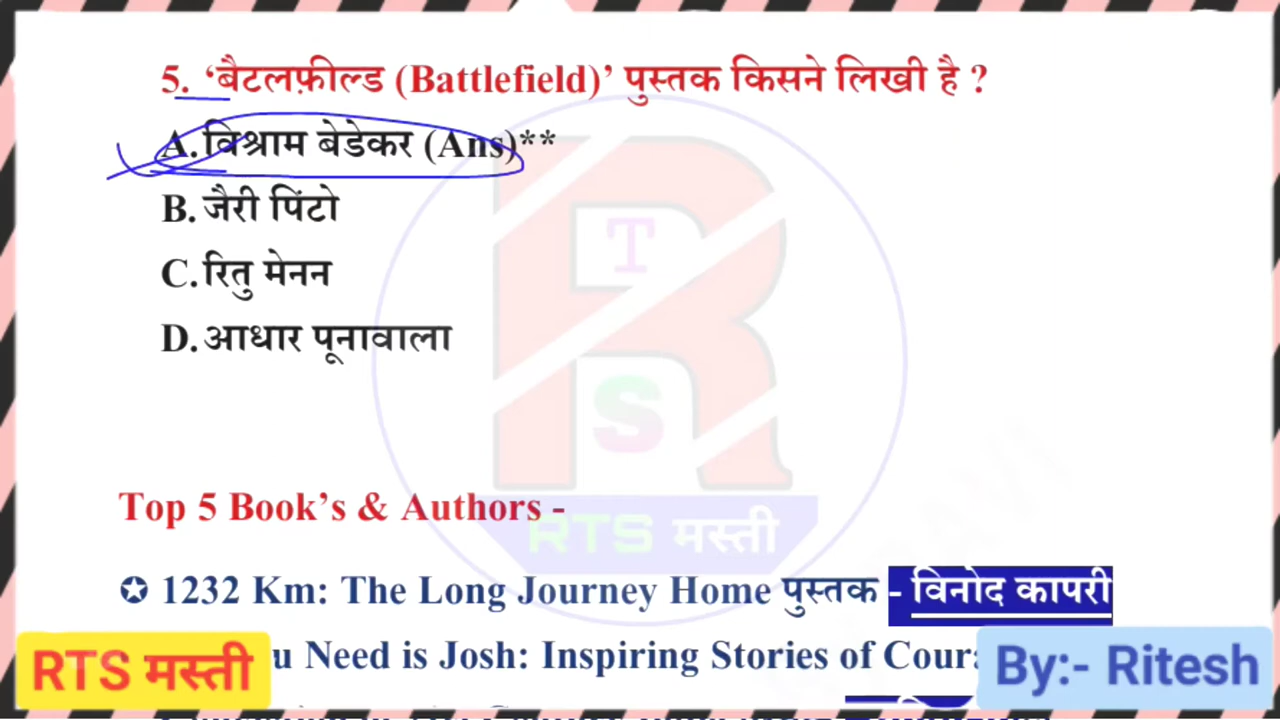 5. ‘बैटलफ़ील्ड (Battlefield)’ पुस्तक किसने लिखी है ?
A. विश्राम बेडेकर (Ans)**
B. जैरी पिंटो
C. रितु मेनन
D. आधार पूनावाला
T
S
RTS मस्ती
Top 5 Book’s & Authors -
✪ 1232 Km: The Long Journey Home पुस्तक - विनोद कापरी
Need is Josh: Inspiring Stories of
RTS मस्ती
By:- Ritesh